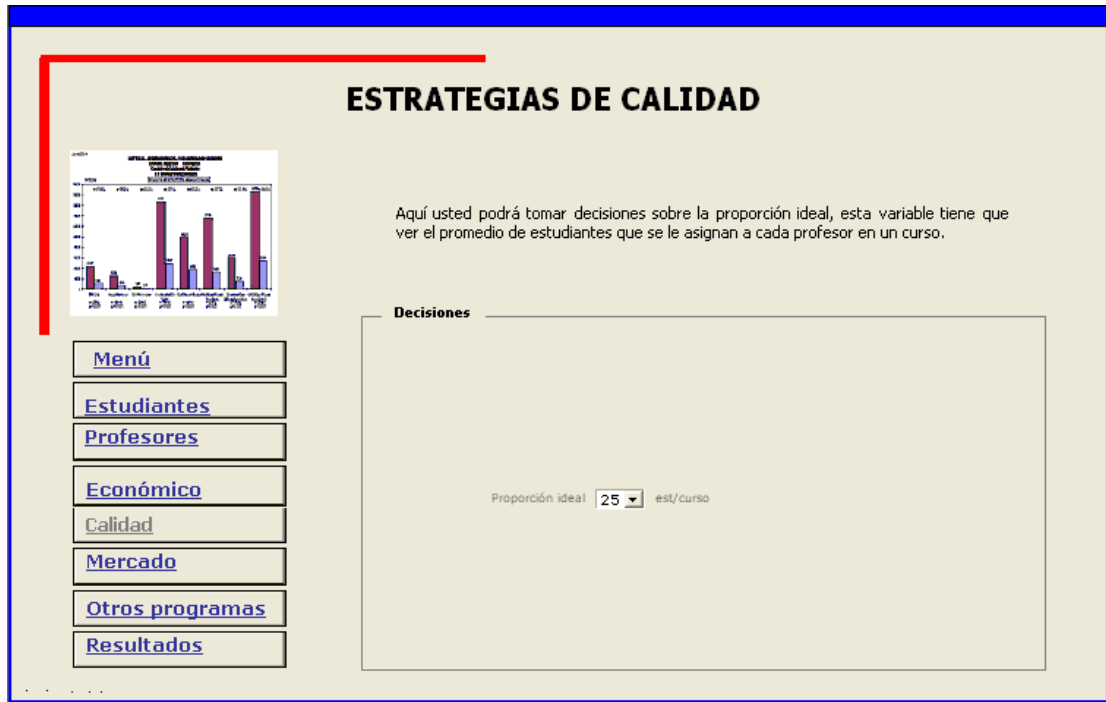 ESTRATEGIAS DE CALIDAD
Aquí usted podrá tomar decisiones sobre la proporción ideal, esta variable tiene que
ver el promedio de estudiantes que se le asignan a cada profesor en un curso.
Decisiones
Menú
Estudiantes
Profesores
Económico
Proporción ideal 25 est/curso
Calidad
Mercado
Otros programas
Resultados